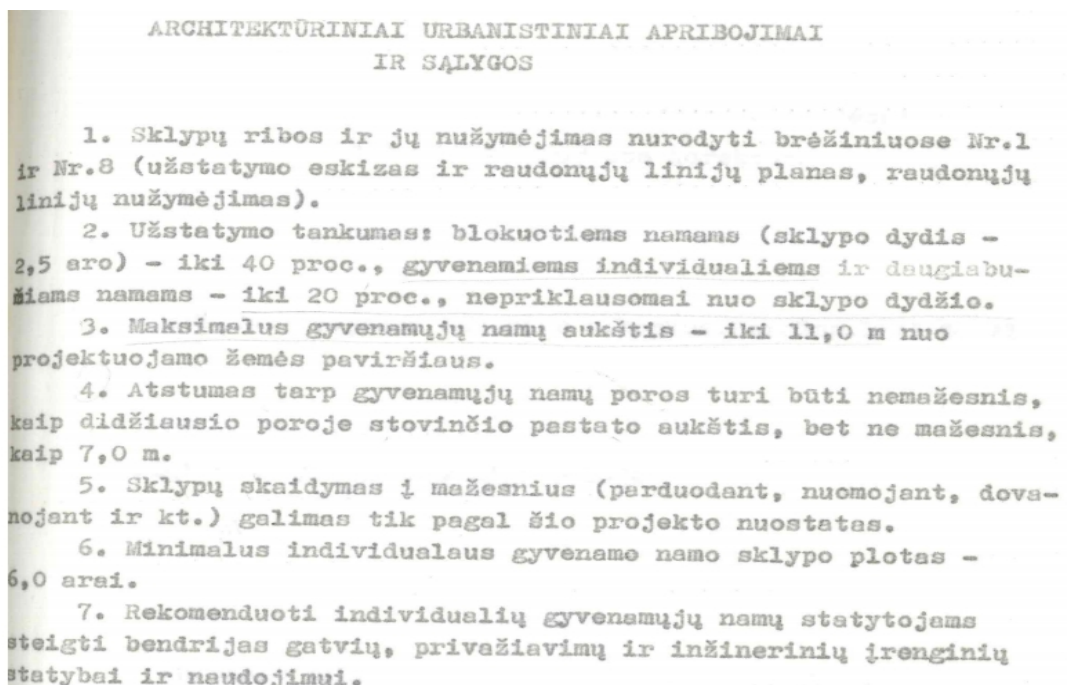 ARCHITEKTŪRINIAI URBANISTINIAI APRIBOJIMAI
IR SĄLYGOS
1. Sklypų ribos ir jų nužymėjimas nurodyti brėžiniuose Nr.1
ir Nr.8 (užstatymo eskizas ir raudonųjų linijų planas, raudonųjų
linijų nužymėjimas).
2. Užstatymo tankumas: blokuotiems namams (sklypo dydis –
2,5 aro) – iki 40 proc., gyvenamiems individualiems ir daugiabu-
čiams namams – iki 20 proc., nepriklausomai nuo sklypo dydžio.
3. Maksimalus gyvenamųjų namų aukštis – iki 11,0 m nuo
projektuojamo žemės paviršiaus.
4. Atstumas tarp gyvenamųjų namų poros turi būti nemažesnis,
kaip didžiausio poroje stovinčio pastato aukštis, bet ne mažesnis,
kaip 7,0 m.
5. Sklypų skaidymas į mažesnius (parduodant, nuomojant, dova-
nojant ir kt.) galimas tik pagal šio projekto nuostatas.
6. Minimalus individualaus gyvenamo namo sklypo plotas –
6,0 arai.
7. Rekomenduoti individualių gyvenamųjų namų statytojams
steigti bendrijas gatvių, privažiavimų ir inžinerinių įrenginių
statybai ir naudojimui.